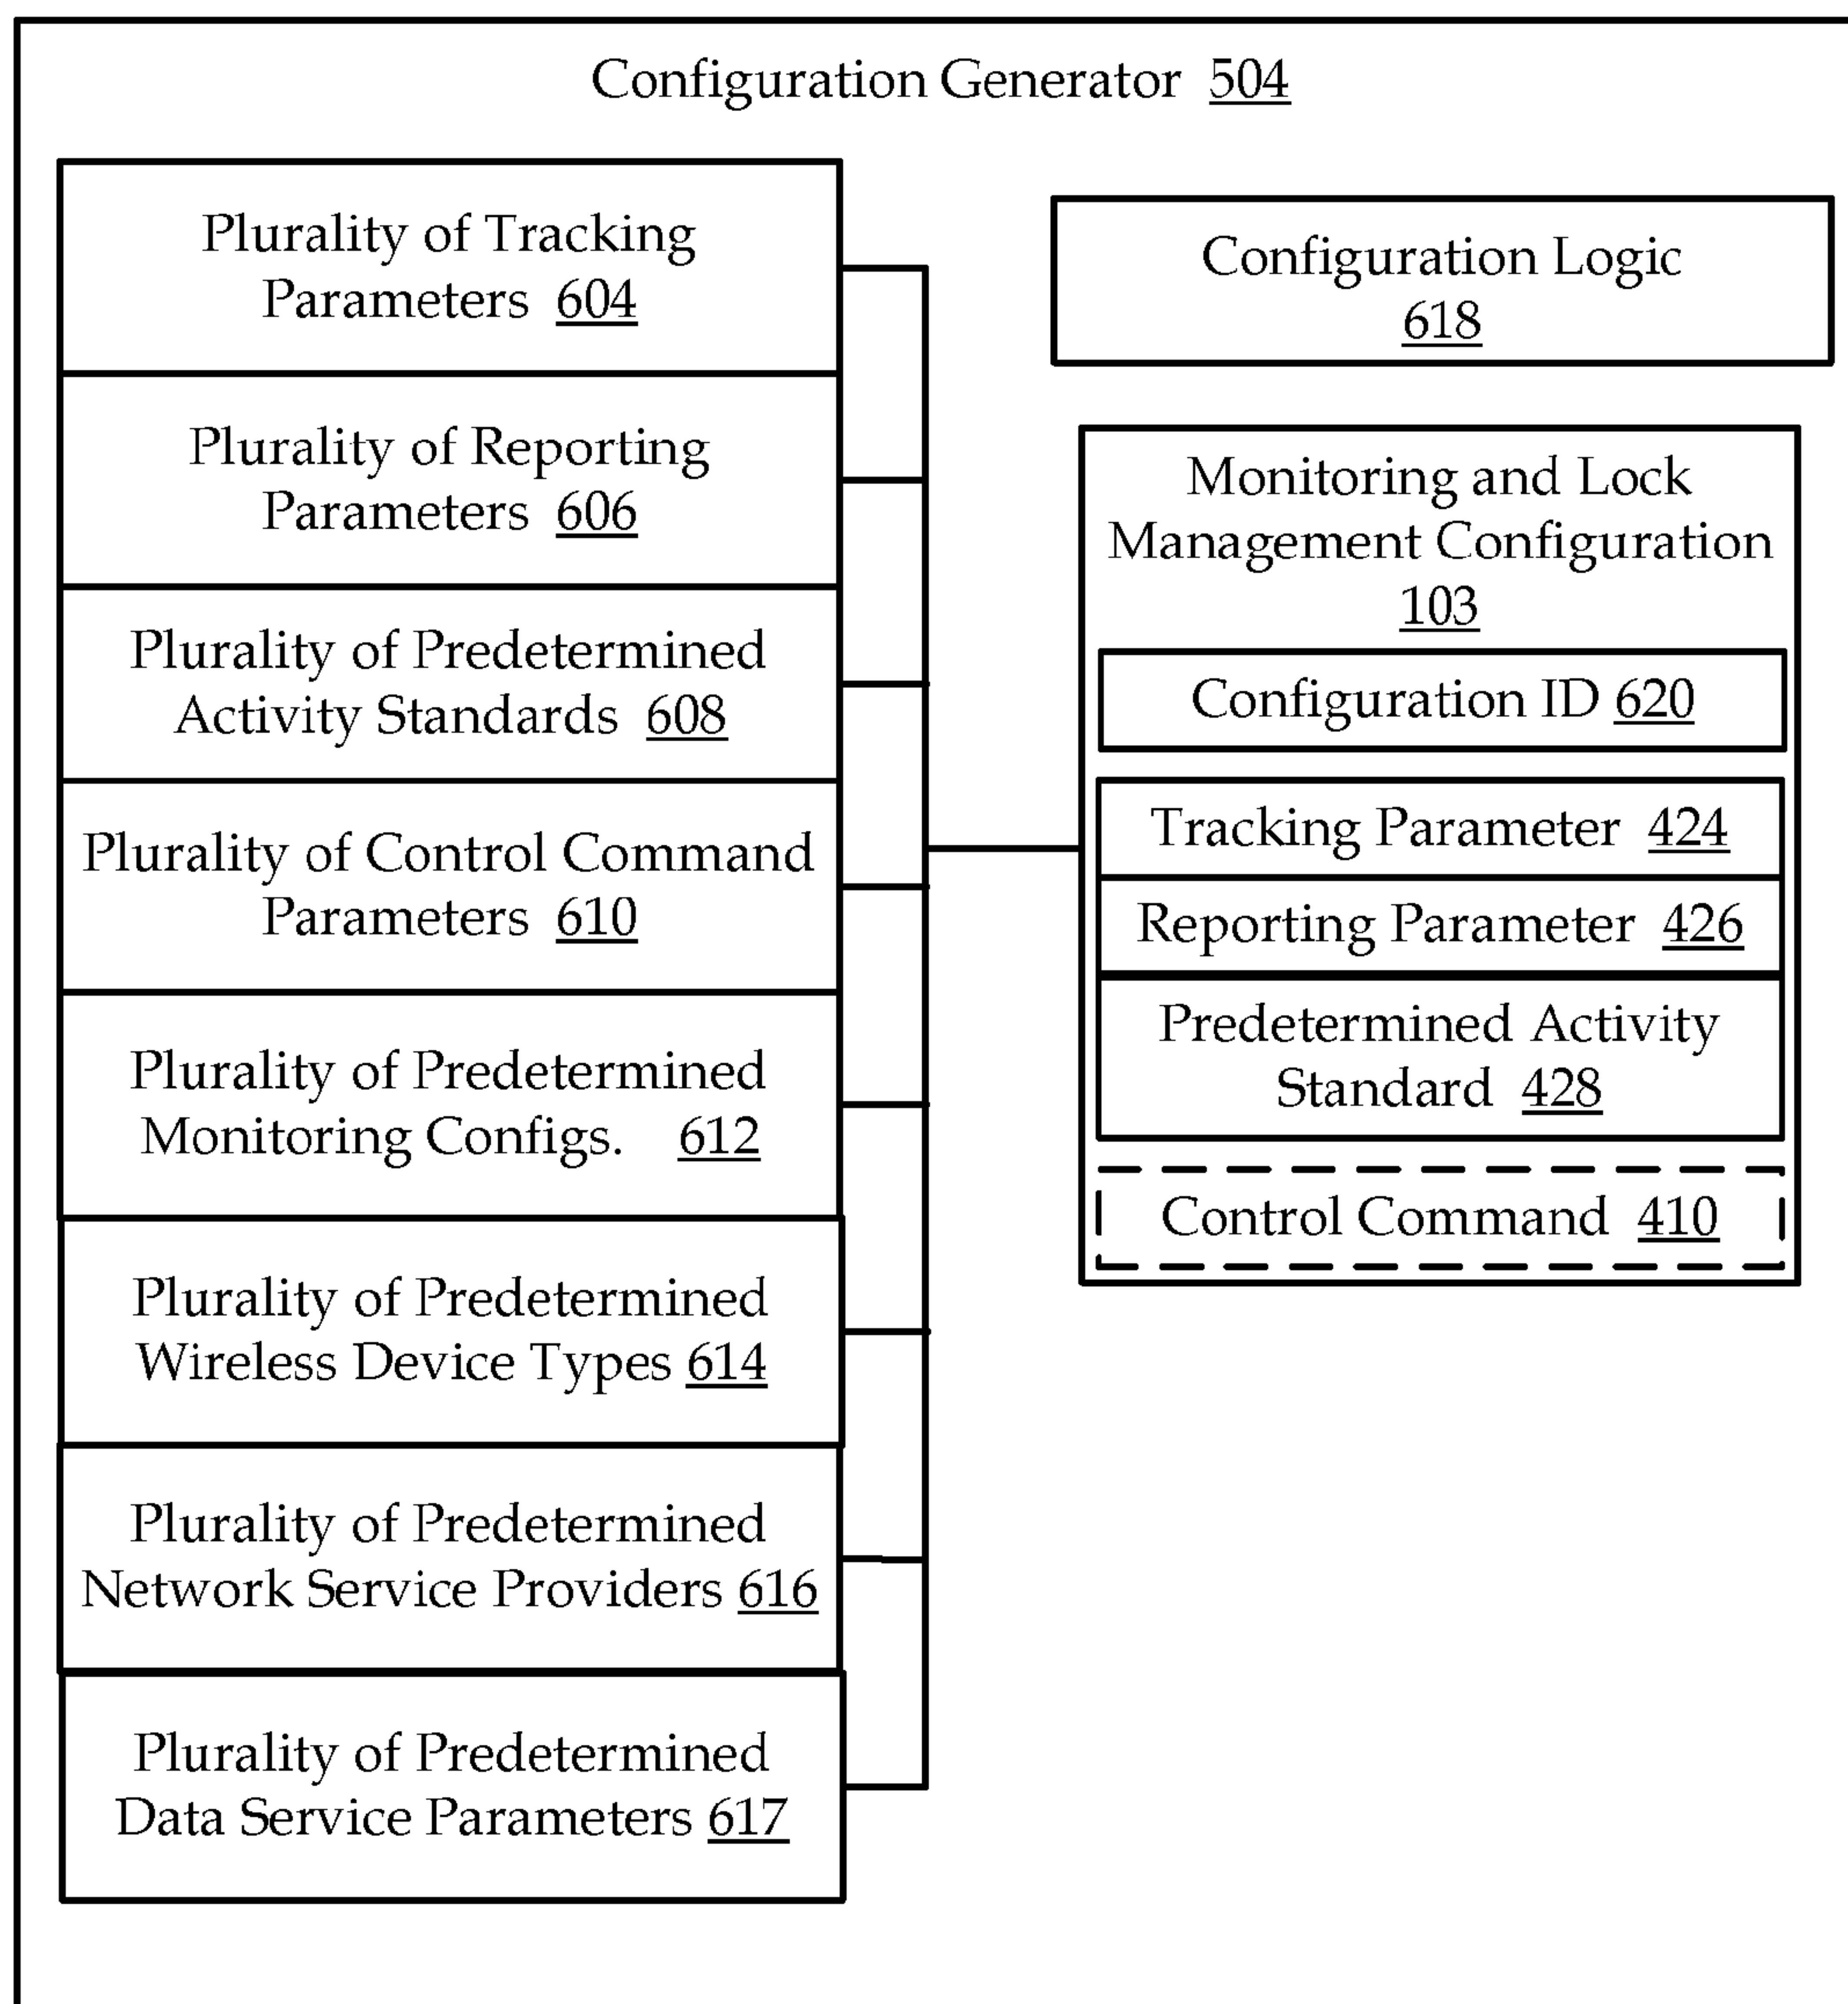 Configuration Generator 504
Plurality of Tracking
Parameters 604
Plurality of Reporting
Parameters 606
Plurality of Predetermined
Activity Standards 608
Plurality of Control Command
Parameters 610
Plurality of Predetermined
Monitoring Configs. 612
Plurality of Predetermined
Wireless Device Types 614
Plurality of Predetermined
Network Service Providers 616
Plurality of Predetermined
Data Service Parameters 617
Configuration Logic
618
Monitoring and Lock
Management Configuration
103
Configuration ID 620
Tracking Parameter 424
Reporting Parameter 426
Predetermined Activity
Standard 428
Control Command 410